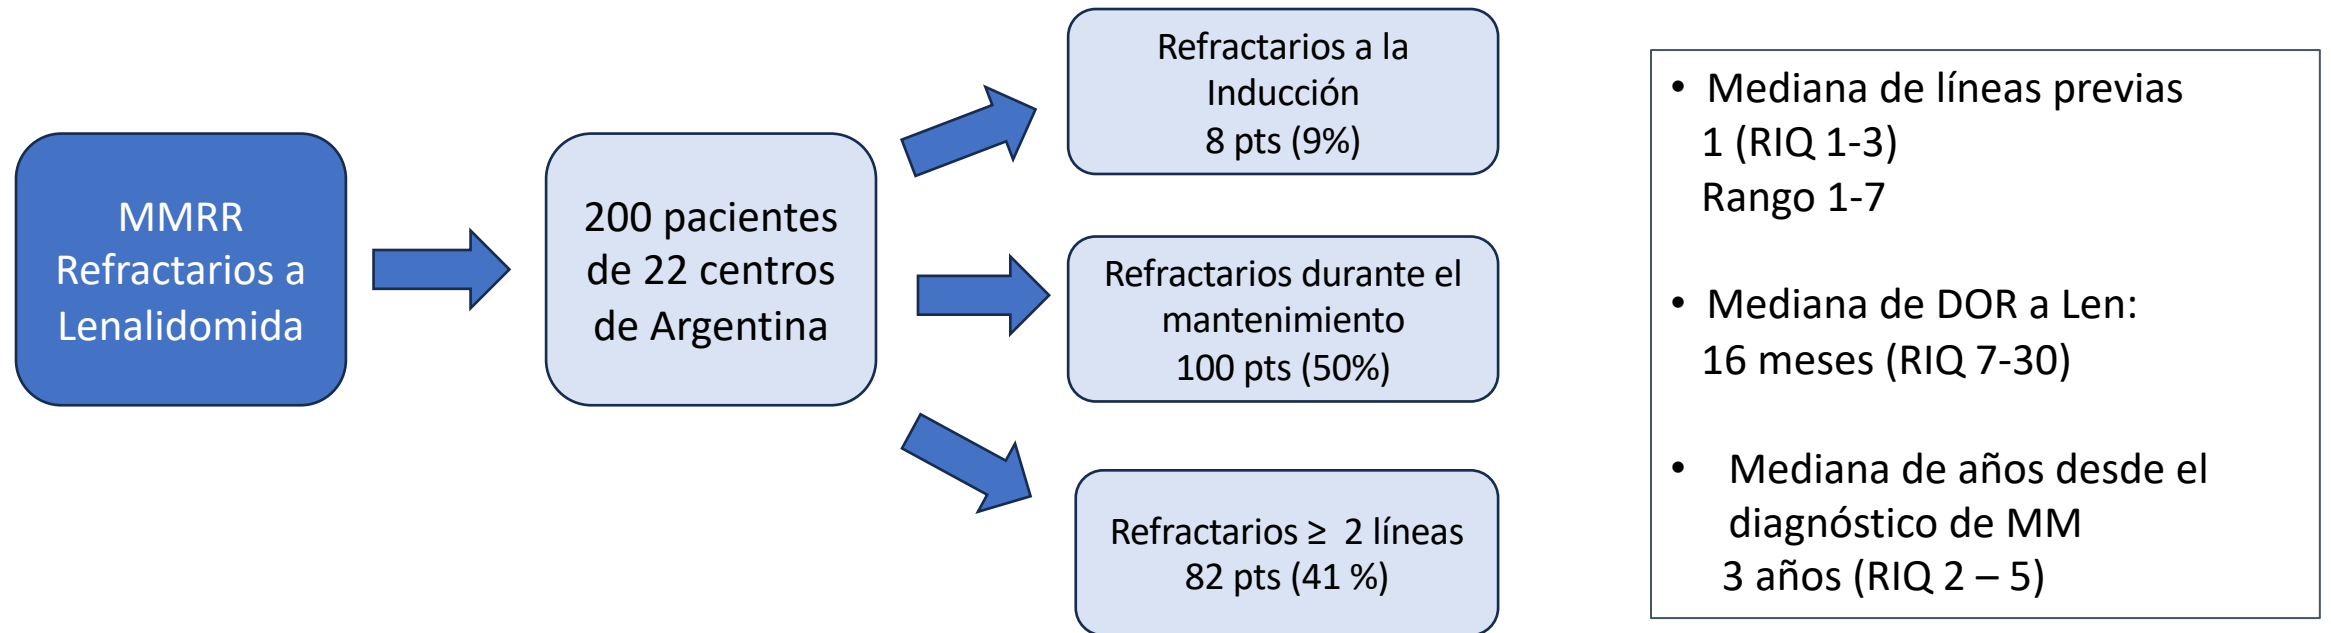 MMRR
Refractarios a
Lenalidomida
200 pacientes
de 22 centros
de Argentina
Refractarios a la
Inducción
8 pts (9%)
Refractarios durante el
mantenimiento
100 pts (50%)
Refractarios ≥ 2 líneas
82 pts (41 %)
• Mediana de líneas previas
1 (RIQ 1-3)
Rango 1-7
• Mediana de DOR a Len:
16 meses (RIQ 7-30)
• Mediana de años desde el
diagnóstico de MM
3 años (RIQ 2 – 5)